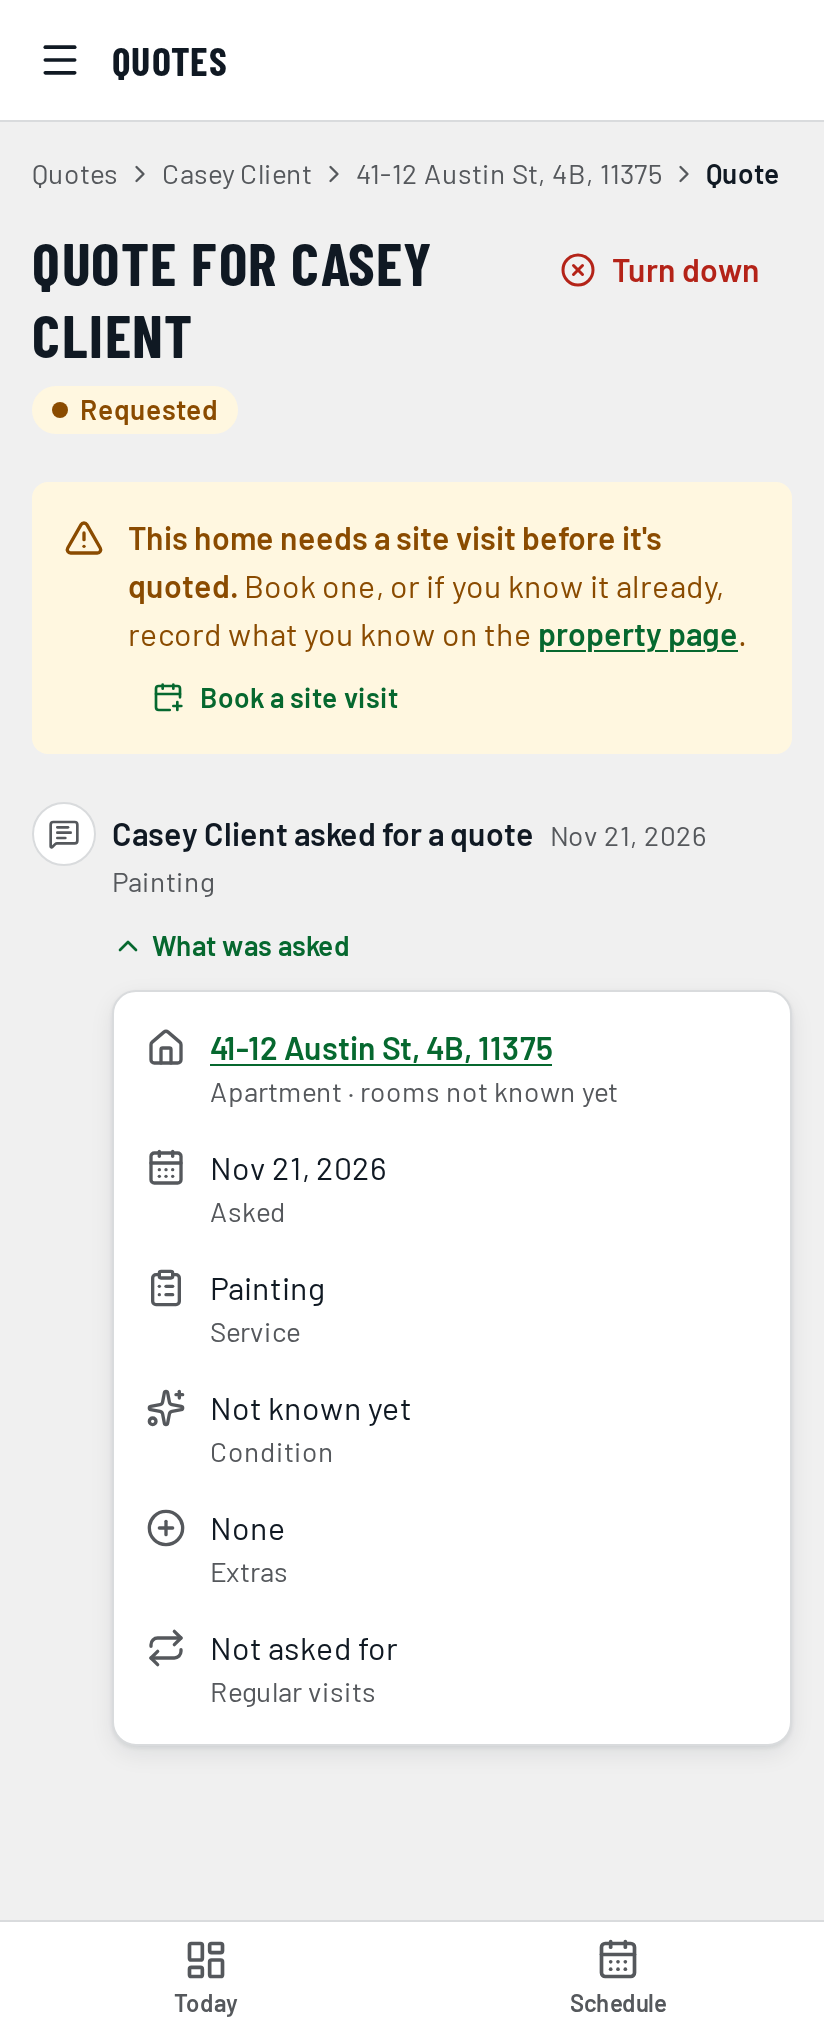 QUOTES
Quotes > Casey Client > 41-12 Austin St, 4B, 11375 > Quote
QUOTE FOR CASEY
CLIENT
Turn down
Requested
This home needs a site visit before it's
quoted. Book one, or if you know it already,
record what you know on the property page.
Book a site visit
Casey Client asked for a quote Nov 21, 2026
Painting
What was asked
41-12 Austin St, 4B, 11375
Apartment · rooms not known yet
Nov 21, 2026
Asked
Painting
Service
Not known yet
Condition
None
Extras
Not asked for
Regular visits
Today
Schedule